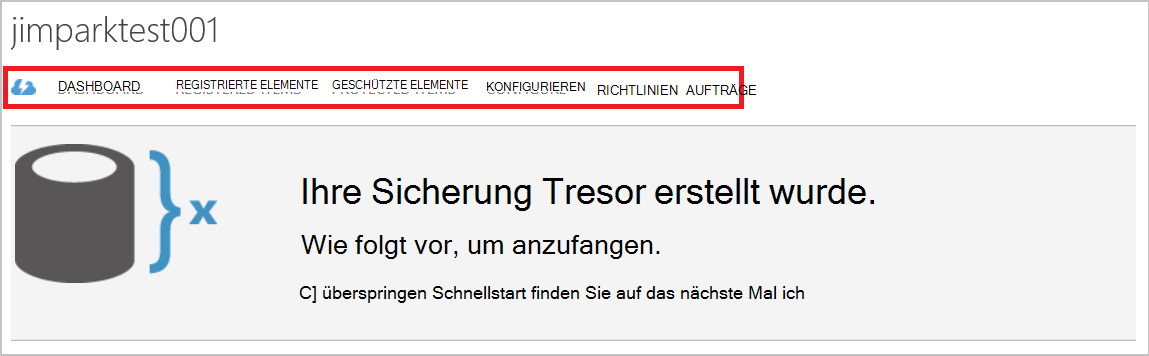 jimparktest001
DASHBOARD REGISTRIERTE ELEMENTE GESCHÜTZTE ELEMENTE KONFIGURIEREN RICHTLINIEN AUFTRÄGE
Ihre Sicherung Tresor erstellt wurde.
Wie folgt vor, um anzufangen.
C] überspringen Schnellstart finden Sie auf das nächste Mal ich